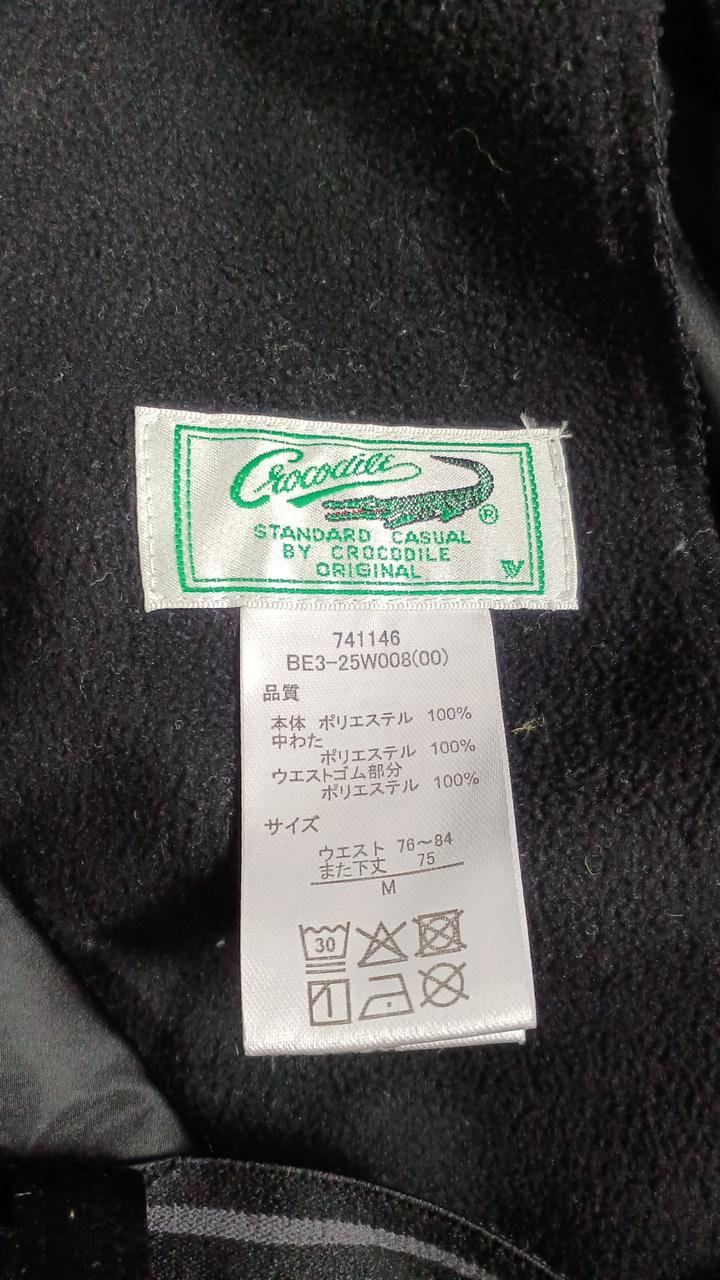 Crocodile
®
STANDARD CASUAL
BY CROCODILE
ORIGINAL
741146
BE3-25W008(00)
品質
本体 ポリエステル 100%
中わた
ポリエステル 100%
ウエストゴム部分
ポリエステル 100%
サイズ
ウエスト 76〜84
また下丈 75
M
30